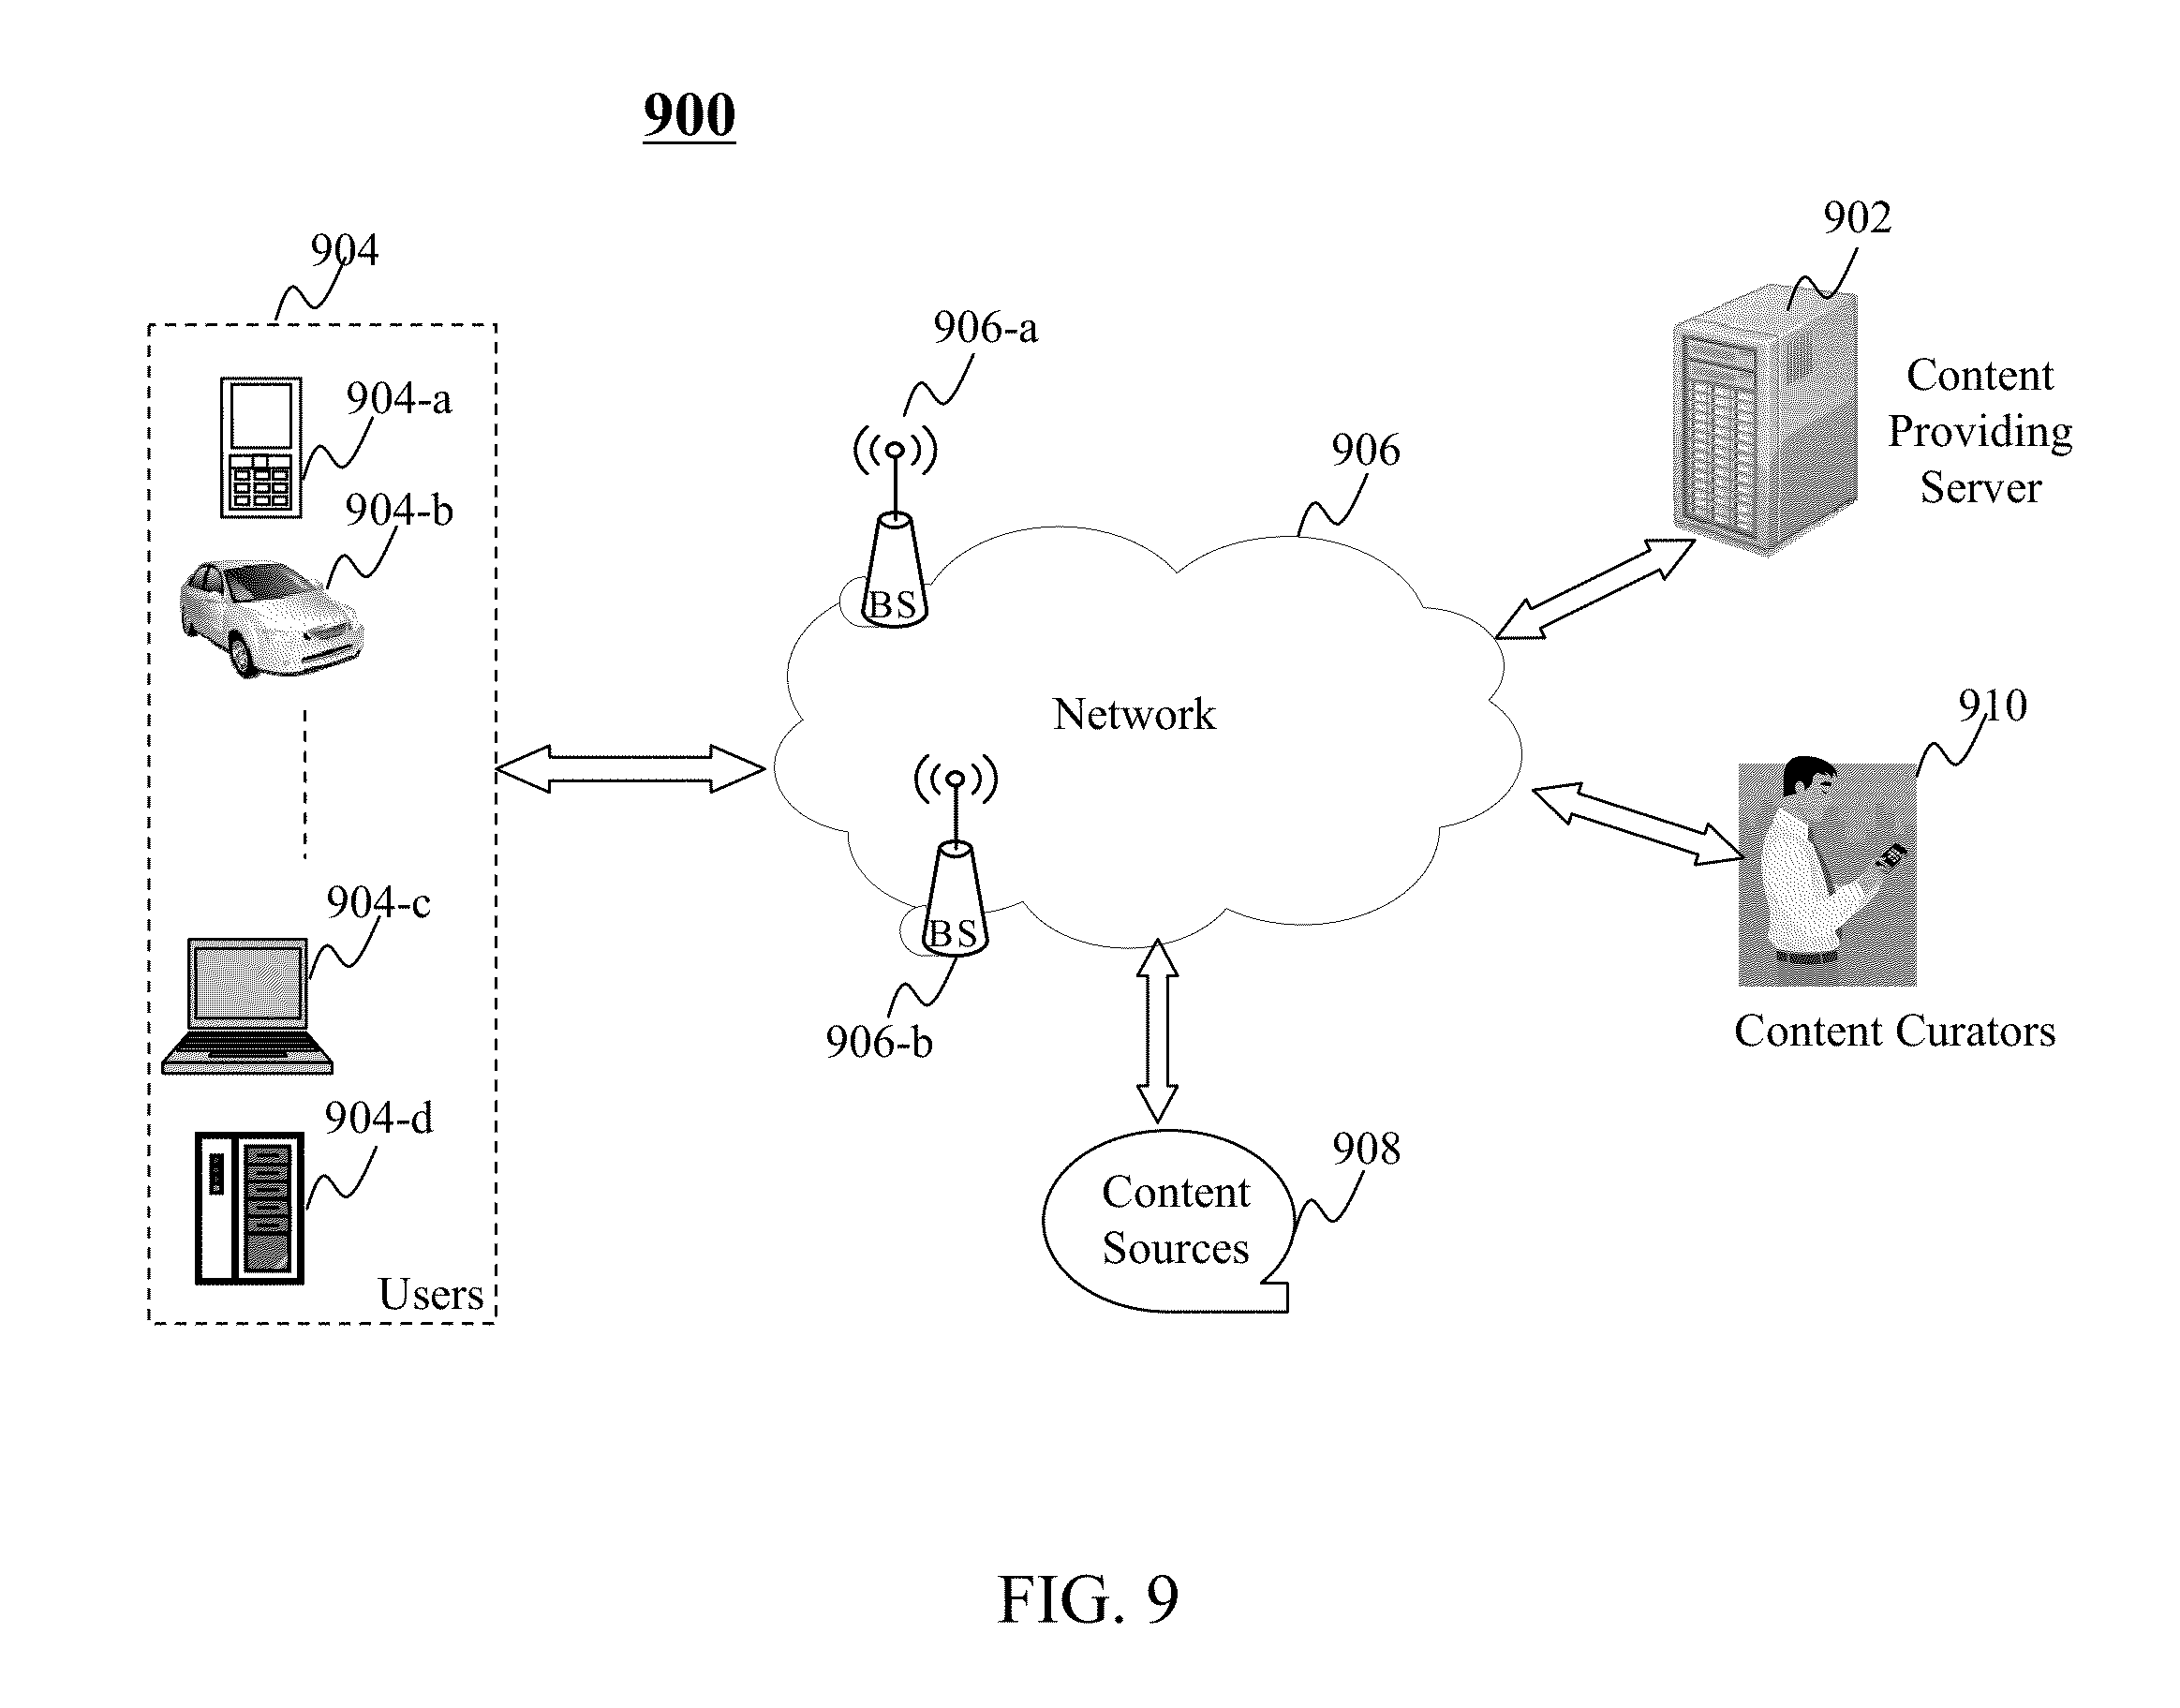 900
904
904-a
904-b
904-c
904-d
Users
906-a
BS
906
Network
BS
906-b
902
Content
Providing
Server
910
Content Curators
908
Content
Sources
FIG. 9